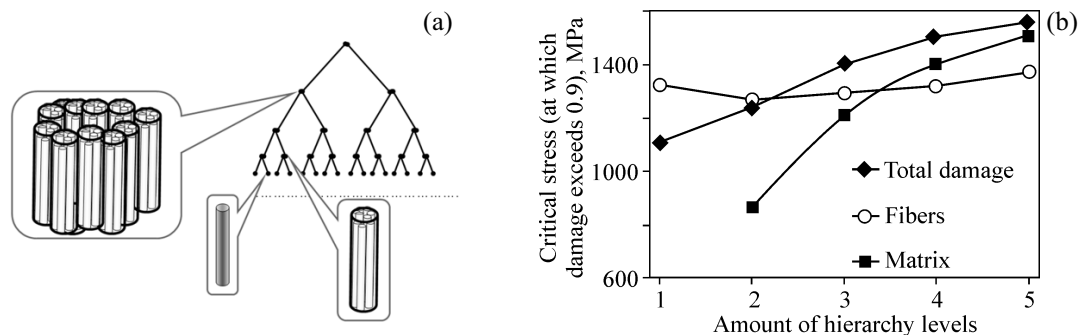 (a)
(b)
Critical stress (at which
damage exceeds 0.9), MPa
1400
1000
600
Total damage
Fibers
Matrix
1 2 3 4 5
Amount of hierarchy levels